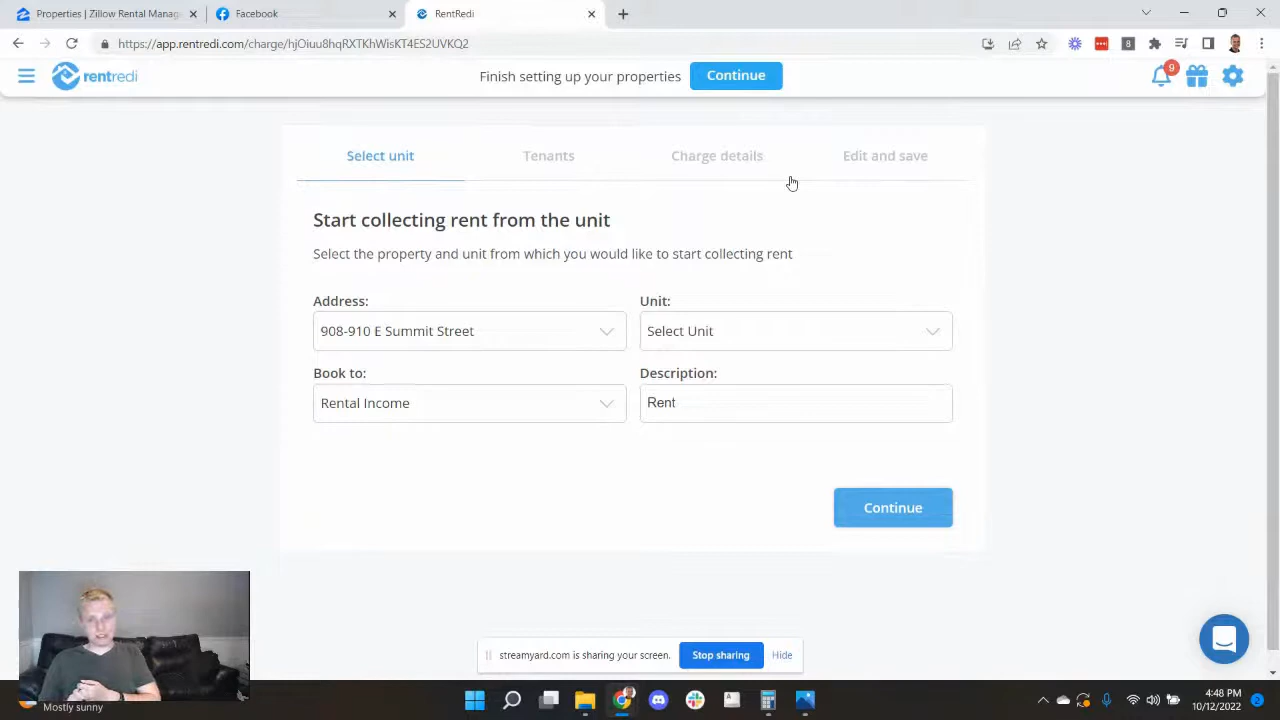 Properties | Zillow Rental Manag
Facebook
RentRedi
https://app.rentredi.com/charge/hjOiuu8hqRXTKhWisKT4ES2UVKQ2
8
rentredi
Finish setting up your properties
Continue
9
Select unit
Tenants
Charge details
Edit and save
Start collecting rent from the unit
Select the property and unit from which you would like to start collecting rent
Address:
Unit:
908-910 E Summit Street
Select Unit
Book to:
Description:
Rental Income
Rent
Continue
streamyard.com is sharing your screen.
Stop sharing
Hide
Mostly sunny
4:48 PM
10/12/2022
2